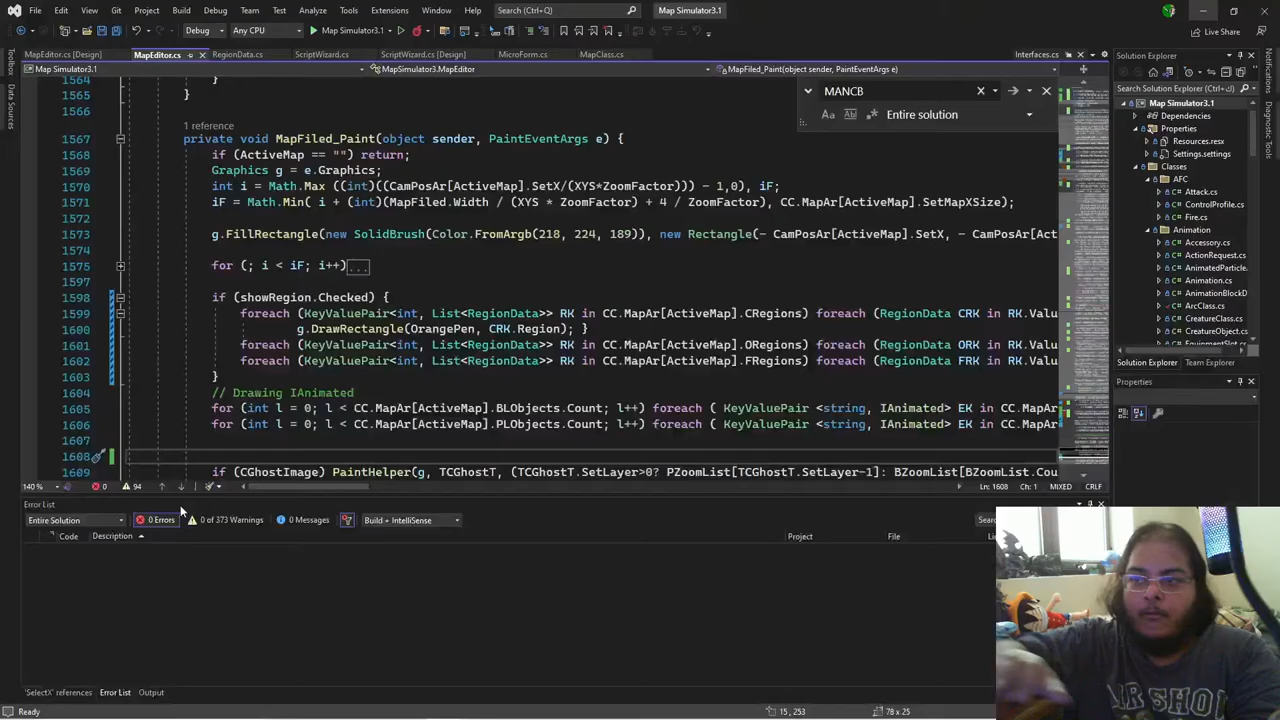 File Edit View Git Project Build Debug Team Test Analyze Tools Extensions Window Help Search (Ctrl+Q) Map Simulator3.1
Debug Any CPU Map Simulator3.1 Live Share
MapEditor.cs [Design] MapEditor.cs RegionData.cs ScriptWizard.cs ScriptWizard.cs [Design] MicroForm.cs MapClass.cs Interfaces.cs
Toolbox
Data Sources
Map Simulator3.1 MapSimulator3.MapEditor MapFiled_Paint(object sender, PaintEventArgs e)
MANCB
Entire solution
1564 }
1565 }
1566
1 reference
1567 private void MapFiled_Paint(object sender, PaintEventArgs e) {
1568 if (ActiveMap == "") return;
1569 Graphics g = e.Graphics;
1570 int i = Math.Max ((int)(CamPosAr[ActiveMap].SetX/(XYS*ZoomFactor))) - 1,0), iF;
1571 iF = Math.Min( i + (int)(MapFiled.Width / (XYS * ZoomFactor) + 4 / ZoomFactor), CC.MapAr[ActiveMap].SetMapXSize);
1572
1573 g.FillRectangle(new SolidBrush(Color.FromArgb(218, 224, 189)), new Rectangle(- CamPosAr[ActiveMap].SetX, - CamPosAr[Act
1575 for (; i < iF; i++)...
1597
1598 if (showRegion.Checked) {
1599 foreach (KeyValuePair<int, List<RegionData>> RK in CC.MapAr[ActiveMap].CRegions) foreach (RegionData CRK in RK.Valu
1600 g.DrawRectangle(OrangePen, CRK.Region); }
1601 foreach (KeyValuePair<int, List<RegionData>> RK in CC.MapAr[ActiveMap].ORegions) foreach (RegionData ORK in RK.Valu
1602 foreach (KeyValuePair<int, List<RegionData>> RK in CC.MapAr[ActiveMap].FRegions) foreach (RegionData FRK in RK.Valu
1603 }
1604 // Drawing IAnimated
1605 for (int l = 0; l < CC.MapAr[ActiveMap].BLObjects.Count; l++) foreach ( KeyValuePair <string, IAnimated> EK in CC.MapAr
1606 for (int l = 0; l < CC.MapAr[ActiveMap].PLObjects.Count; l++) foreach ( KeyValuePair <string, IAnimated> EK in CC.MapAr
1607
1608
1609 if (CGhostImage) PaintHelper(g, TCGhostT, (TCGhostT.SetLayer>0? PZoomList[TCGhostT.SetLayer-1]: BZoomList[BZoomList.Cou
140 % 0 94 Ln: 1608 Ch: 1 MIXED CRLF
Error List
Entire Solution 0 Errors 0 of 373 Warnings 0 Messages Build + IntelliSense
Code Description Project File
'SelectX' references Error List Output
Ready 15 , 253 78 x 25
Solution Explorer
Search Solution Explorer (Ctrl+
Map Simulator3.1
Dependencies
Properties
Resources.resx
Settings.settings
Classes
AC
Attack.cs
ControlProfile.cs
Fire.cs
Animation
Accesory.cs
ActionRequest.cs
AnimatedParticle.
Animation.cs
AnimationBlockD
ArcClass.cs
CreatureClass.cs
CreatureObject.cs
EquipmentSlot.cs
Solution Explorer Team Explorer
Properties
Notifications
Diagnostic Tools